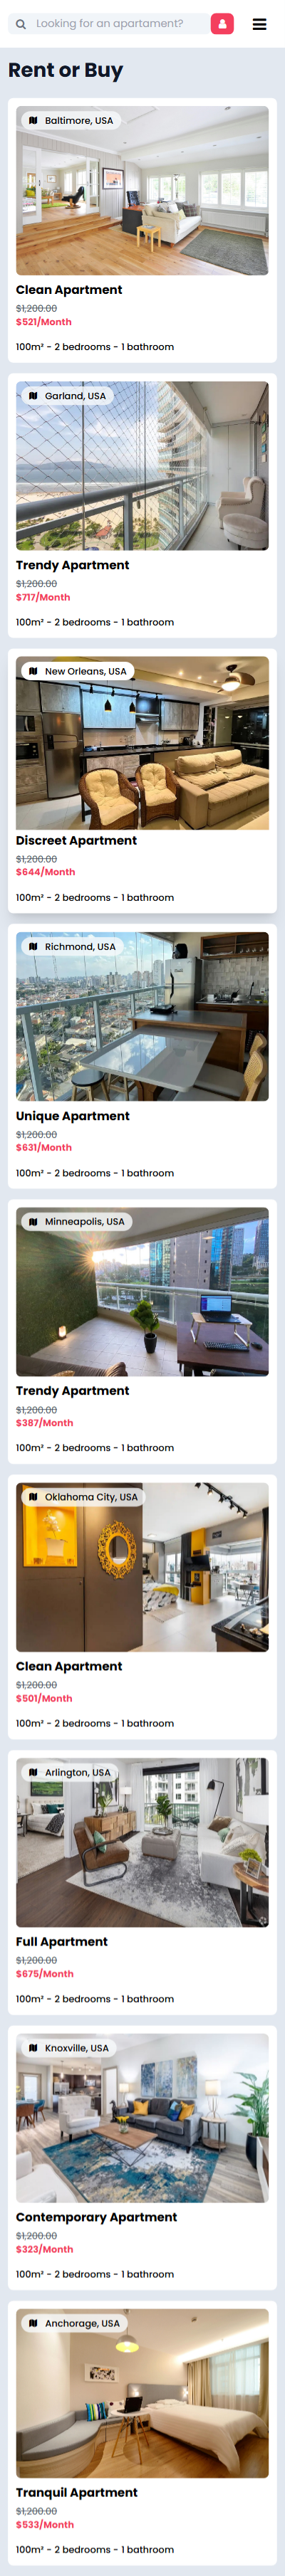 Looking for an apartament?
Rent or Buy
Baltimore, USA
Clean Apartment
$1,200.00
$521/Month
100m² - 2 bedrooms - 1 bathroom
Garland, USA
Trendy Apartment
$1,200.00
$717/Month
100m² - 2 bedrooms - 1 bathroom
New Orleans, USA
Discreet Apartment
$1,200.00
$644/Month
100m² - 2 bedrooms - 1 bathroom
Richmond, USA
Unique Apartment
$1,200.00
$631/Month
100m² - 2 bedrooms - 1 bathroom
Minneapolis, USA
Trendy Apartment
$1,200.00
$387/Month
100m² - 2 bedrooms - 1 bathroom
Oklahoma City, USA
Clean Apartment
$1,200.00
$501/Month
100m² - 2 bedrooms - 1 bathroom
Arlington, USA
Full Apartment
$1,200.00
$675/Month
100m² - 2 bedrooms - 1 bathroom
Knoxville, USA
Contemporary Apartment
$1,200.00
$323/Month
100m² - 2 bedrooms - 1 bathroom
Anchorage, USA
Tranquil Apartment
$1,200.00
$533/Month
100m² - 2 bedrooms - 1 bathroom